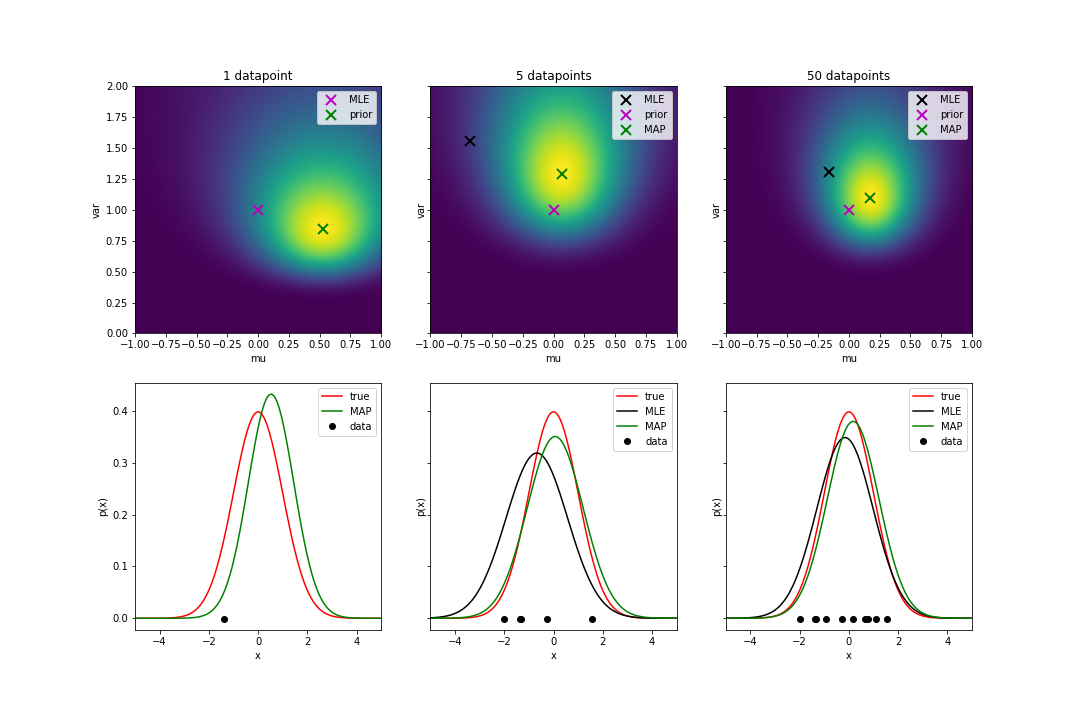 1 datapoint
5 datapoints
50 datapoints
MLE
prior
MLE
prior
MAP
MLE
prior
MAP
2.00
1.75
1.50
1.25
1.00
0.75
0.50
0.25
0.00
var
var
var
−1.00 −0.75 −0.50 −0.25 0.00 0.25 0.50 0.75 1.00
−1.00 −0.75 −0.50 −0.25 0.00 0.25 0.50 0.75 1.00
−1.00 −0.75 −0.50 −0.25 0.00 0.25 0.50 0.75 1.00
mu
mu
mu
true
MAP
data
true
MLE
MAP
data
true
MLE
MAP
data
0.4
0.3
0.2
0.1
0.0
p(x)
p(x)
p(x)
−4 −2 0 2 4
−4 −2 0 2 4
−4 −2 0 2 4
x
x
x